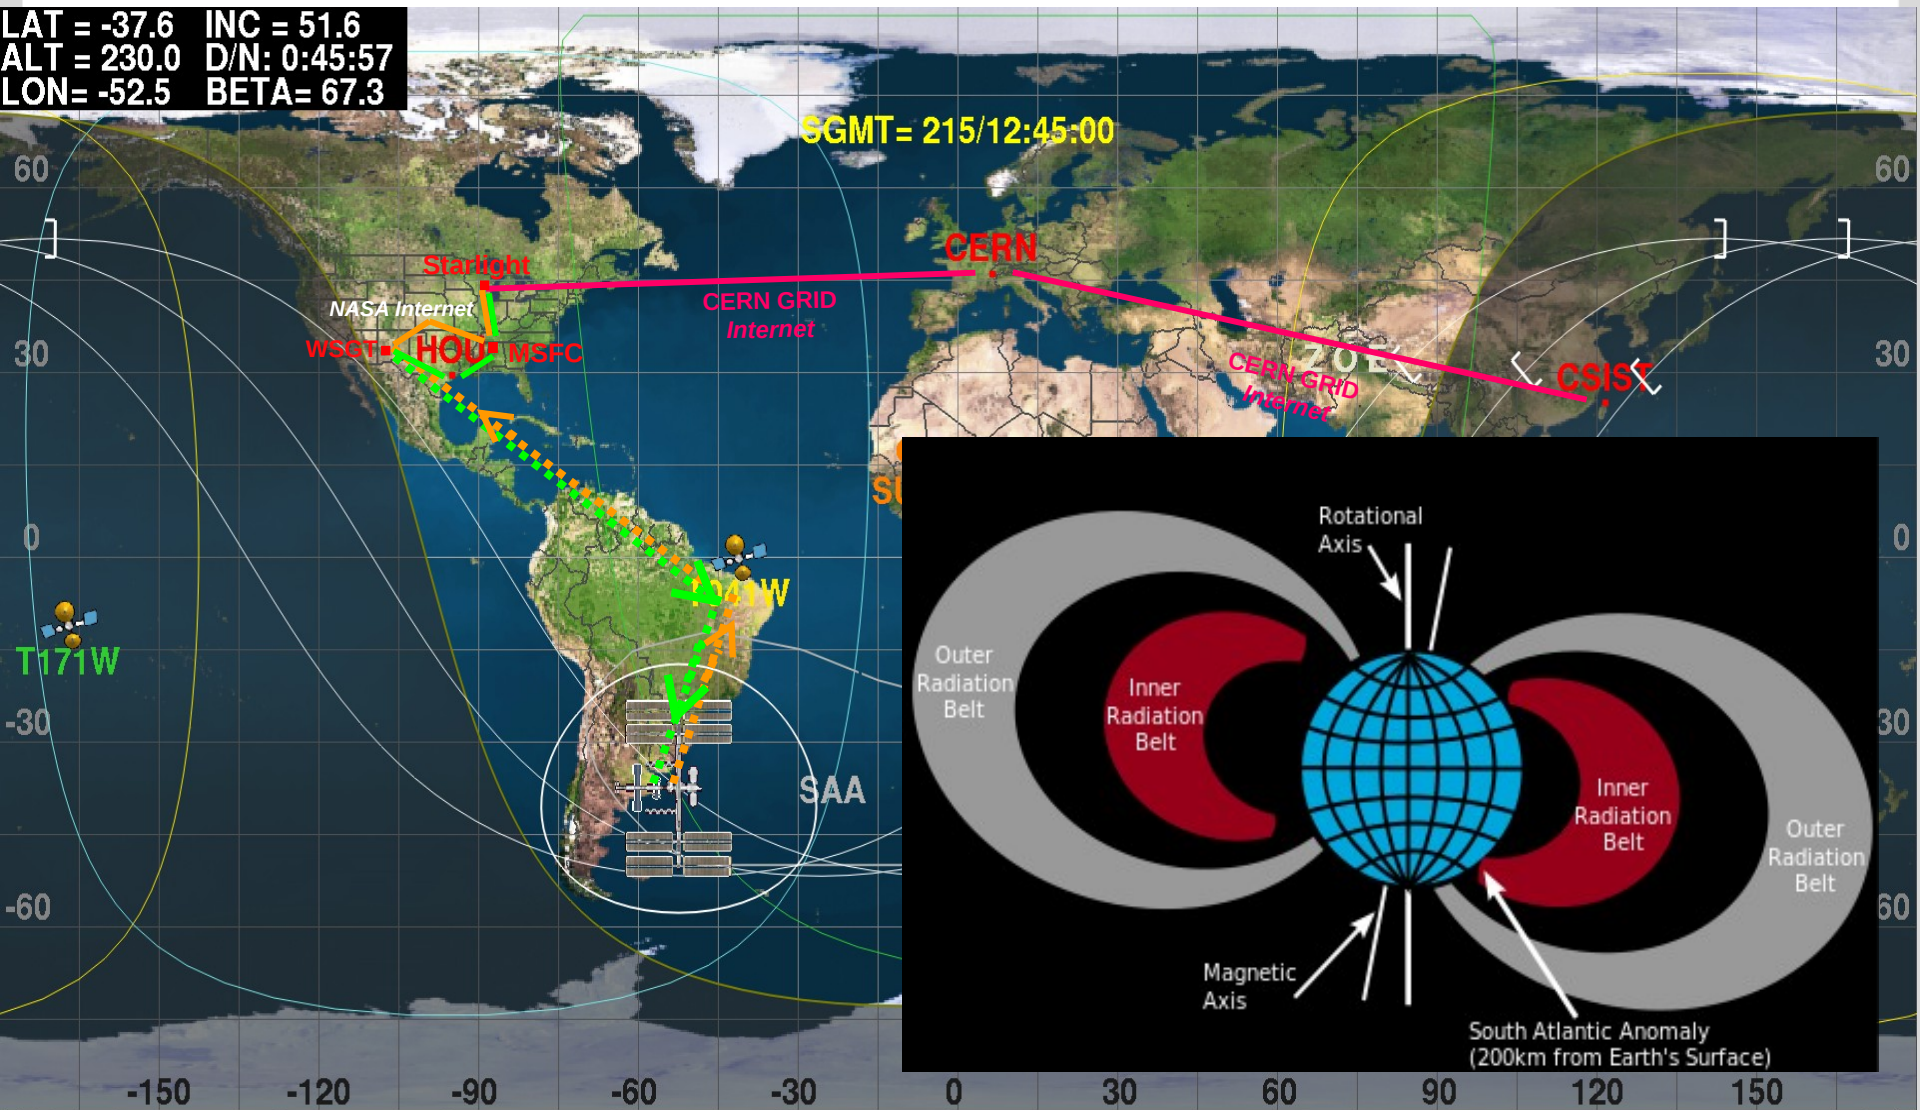 LAT = -37.6 INC = 51.6
ALT = 230.0 D/N: 0:45:57
LON= -52.5 BETA= 67.3
SGMT= 215/12:45:00
60
60
CERN
Starlight
NASA Internet
CERN GRID
Internet
WSGT
HOU
MSFC
30
ZOE
30
CERN GRID
Internet
CSIST
SU
0
0
T171W
041W
-30
30
SAA
-60
60
Rotational
Axis
Outer
Radiation
Belt
Inner
Radiation
Belt
Inner
Radiation
Belt
Outer
Radiation
Belt
Magnetic
Axis
South Atlantic Anomaly
(200km from Earth's Surface)
-150 -120 -90 -60 -30 0 30 60 90 120 150